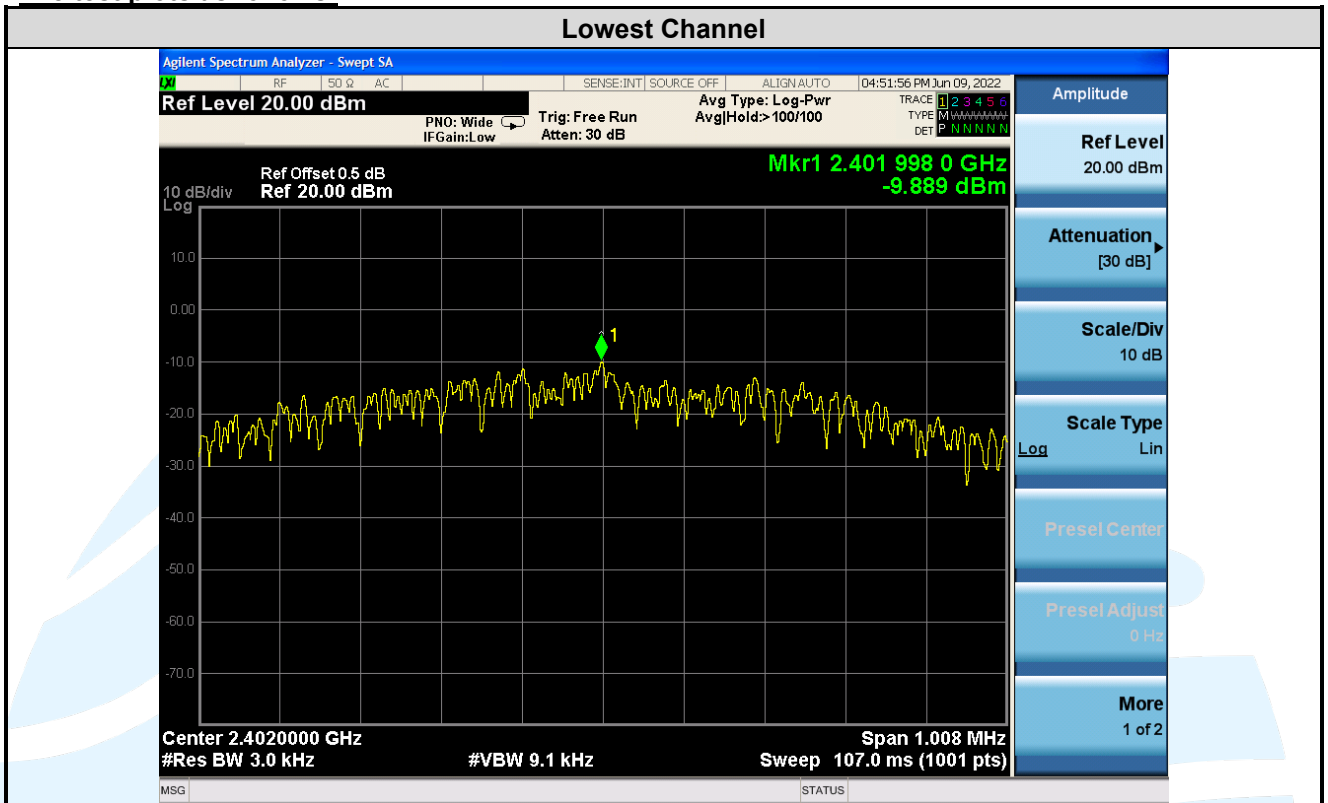 Lowest Channel
Agilent Spectrum Analyzer - Swept SA
LXI RF 50 Ω AC SENSE:INT SOURCE OFF ALIGN AUTO 04:51:56 PM Jun 09, 2022
Ref Level 20.00 dBm
PNO: Wide
IFGain:Low
Trig: Free Run
Atten: 30 dB
Avg Type: Log-Pwr
Avg|Hold:>100/100
TRACE 1 2 3 4 5 6
TYPE M WWWWW
DET P N N N N N
Mkr1 2.401 998 0 GHz
-9.889 dBm
Ref Offset 0.5 dB
10 dB/div Ref 20.00 dBm
Log
10.0
0.00
1
-10.0
-20.0
-30.0
-40.0
-50.0
-60.0
-70.0
Center 2.4020000 GHz Span 1.008 MHz
#Res BW 3.0 kHz #VBW 9.1 kHz Sweep 107.0 ms (1001 pts)
MSG STATUS
Amplitude
Ref Level
20.00 dBm
Attenuation
[30 dB]
Scale/Div
10 dB
Scale Type
Log Lin
Presel Center
Presel Adjust
0 Hz
More
1 of 2